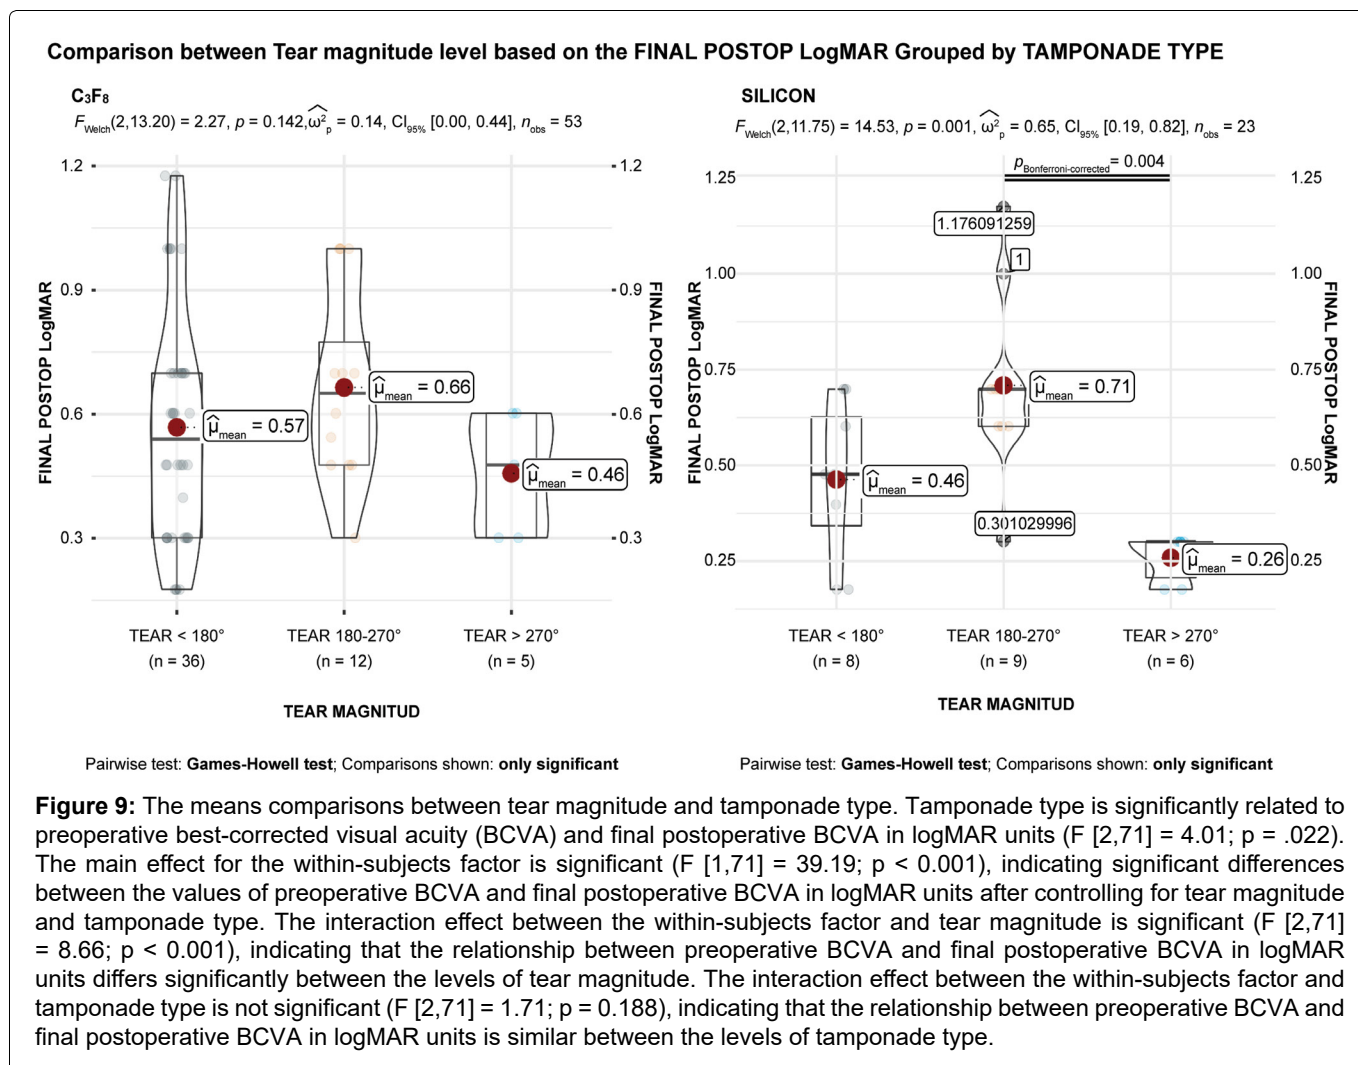 Comparison between Tear magnitude level based on the FINAL POSTOP LogMAR Grouped by TAMPONADE TYPE
C₃F₈
F_Welch(2,13.20) = 2.27, p = 0.142, ω̂²_p = 0.14, CI_95% [0.00, 0.44], n_obs = 53
1.2
0.9
0.6
0.3
FINAL POSTOP LogMAR
μ̂_mean = 0.57
μ̂_mean = 0.66
μ̂_mean = 0.46
1.2
0.9
0.6
0.3
FINAL POSTOP LogMAR
TEAR < 180°
(n = 36)
TEAR 180-270°
(n = 12)
TEAR > 270°
(n = 5)
TEAR MAGNITUD
Pairwise test: Games-Howell test; Comparisons shown: only significant
SILICON
F_Welch(2,11.75) = 14.53, p = 0.001, ω̂²_p = 0.65, CI_95% [0.19, 0.82], n_obs = 23
p_Bonferroni-corrected = 0.004
1.25
1.00
0.75
0.50
0.25
FINAL POSTOP LogMAR
1.176091259
1
μ̂_mean = 0.71
μ̂_mean = 0.46
0.301029996
μ̂_mean = 0.26
1.25
1.00
0.75
0.50
0.25
FINAL POSTOP LogMAR
TEAR < 180°
(n = 8)
TEAR 180-270°
(n = 9)
TEAR > 270°
(n = 6)
TEAR MAGNITUD
Pairwise test: Games-Howell test; Comparisons shown: only significant
Figure 9: The means comparisons between tear magnitude and tamponade type. Tamponade type is significantly related to
preoperative best-corrected visual acuity (BCVA) and final postoperative BCVA in logMAR units (F [2,71] = 4.01; p = .022).
The main effect for the within-subjects factor is significant (F [1,71] = 39.19; p < 0.001), indicating significant differences
between the values of preoperative BCVA and final postoperative BCVA in logMAR units after controlling for tear magnitude
and tamponade type. The interaction effect between the within-subjects factor and tear magnitude is significant (F [2,71]
= 8.66; p < 0.001), indicating that the relationship between preoperative BCVA and final postoperative BCVA in logMAR
units differs significantly between the levels of tear magnitude. The interaction effect between the within-subjects factor and
tamponade type is not significant (F [2,71] = 1.71; p = 0.188), indicating that the relationship between preoperative BCVA and
final postoperative BCVA in logMAR units is similar between the levels of tamponade type.